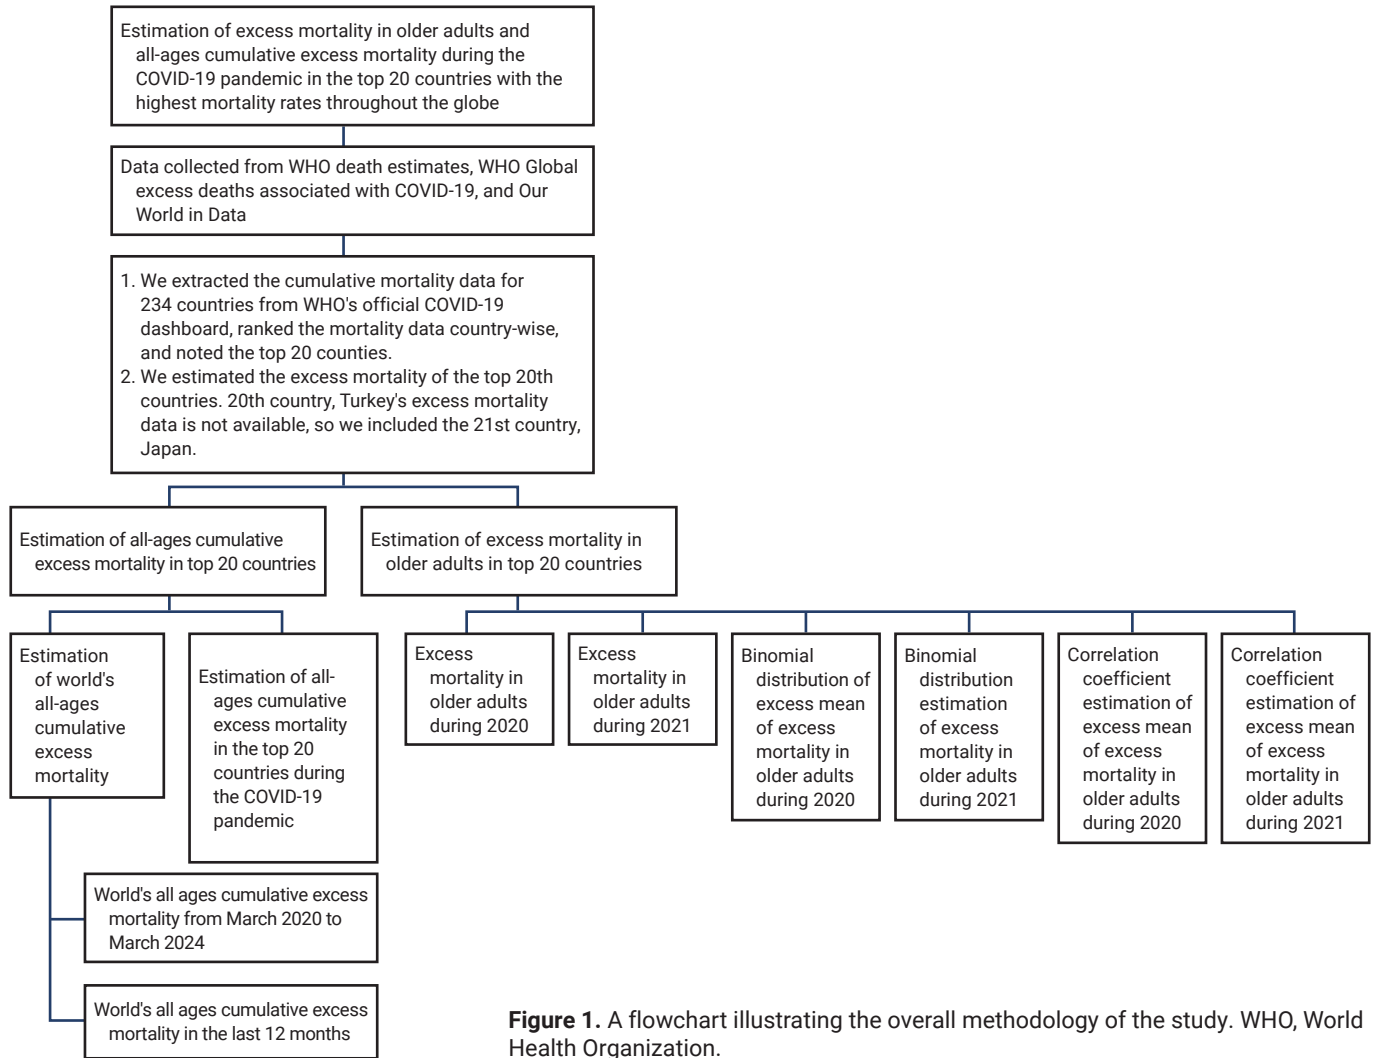 Estimation of excess mortality in older adults and
all-ages cumulative excess mortality during the
COVID-19 pandemic in the top 20 countries with the
highest mortality rates throughout the globe
Data collected from WHO death estimates, WHO Global
excess deaths associated with COVID-19, and Our
World in Data
1. We extracted the cumulative mortality data for
234 countries from WHO's official COVID-19
dashboard, ranked the mortality data country-wise,
and noted the top 20 counties.
2. We estimated the excess mortality of the top 20th
countries. 20th country, Turkey's excess mortality
data is not available, so we included the 21st country,
Japan.
Estimation of all-ages cumulative
excess mortality in top 20 countries
Estimation of excess mortality in
older adults in top 20 countries
Estimation
of world's
all-ages
cumulative
excess
mortality
Estimation of all-
ages cumulative
excess mortality
in the top 20
countries during
the COVID-19
pandemic
Excess
mortality in
older adults
during 2020
Excess
mortality in
older adults
during 2021
Binomial
distribution of
excess mean
of excess
mortality in
older adults
during 2020
Binomial
distribution
estimation
of excess
mortality in
older adults
during 2021
Correlation
coefficient
estimation of
excess mean
of excess
mortality in
older adults
during 2020
Correlation
coefficient
estimation of
excess mean
of excess
mortality in
older adults
during 2021
World's all ages cumulative excess
mortality from March 2020 to
March 2024
World's all ages cumulative excess
mortality in the last 12 months
Figure 1. A flowchart illustrating the overall methodology of the study. WHO, World
Health Organization.